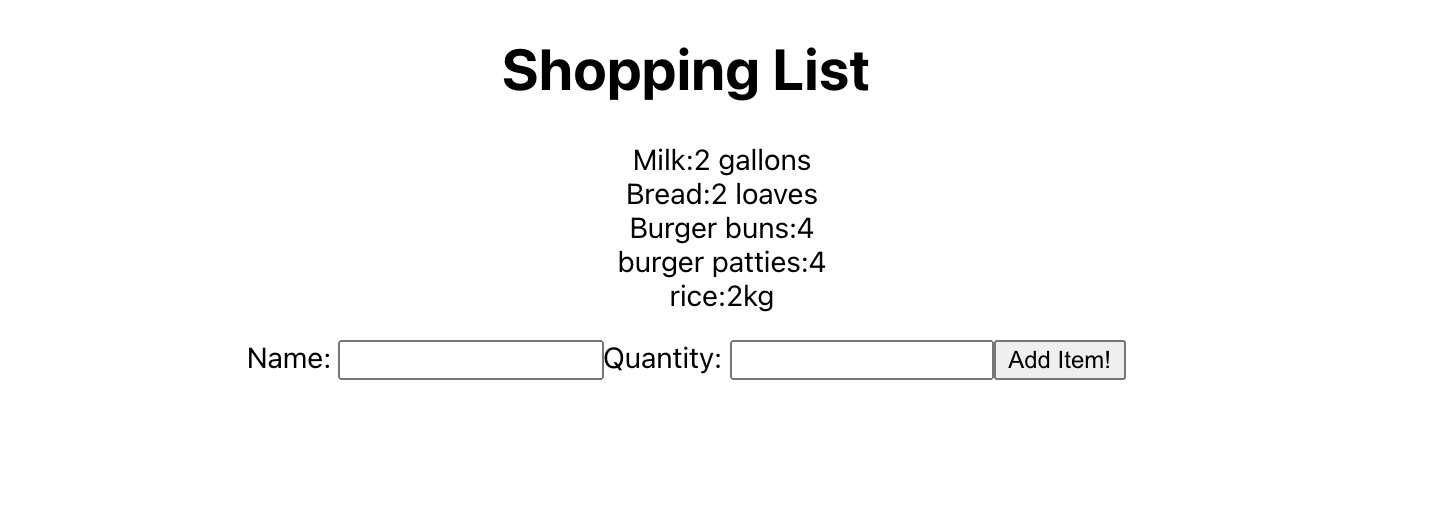 Shopping List
Milk:2 gallons
Bread:2 loaves
Burger buns:4
burger patties:4
rice:2kg
Name: Quantity: Add Item!